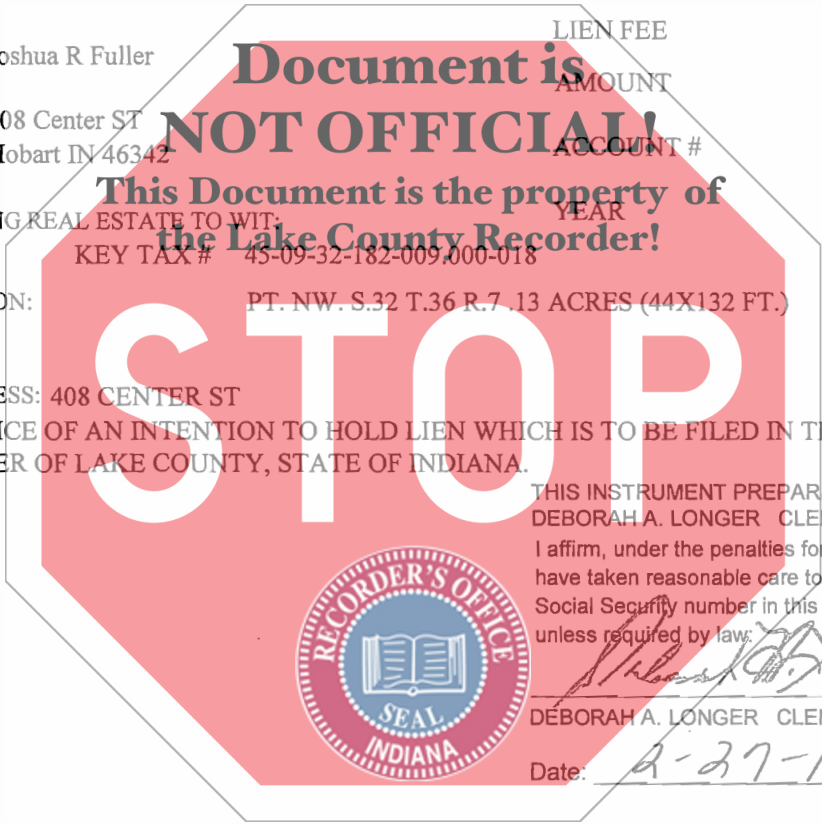 LIEN FEE
oshua R Fuller
Document is
AMOUNT
08 Center ST
NOT OFFICIAL!
Hobart IN 46342
ACCOUNT #
This Document is the property of
YEAR
G REAL ESTATE TO WIT:
the Lake County Recorder!
KEY TAX # 45-09-32-182-009.000-018
ON: PT. NW. S.32 T.36 R.7 .13 ACRES (44X132 FT.)
STOP
ESS: 408 CENTER ST
ICE OF AN INTENTION TO HOLD LIEN WHICH IS TO BE FILED IN T
ER OF LAKE COUNTY, STATE OF INDIANA.
THIS INSTRUMENT PREPAR
DEBORAH A. LONGER CLE
I affirm, under the penalties fo
have taken reasonable care to
Social Security number in this
unless required by law:
RECORDER'S OFFICE
SEAL
INDIANA
DEBORAH A. LONGER CLE
Date: 2-27-1